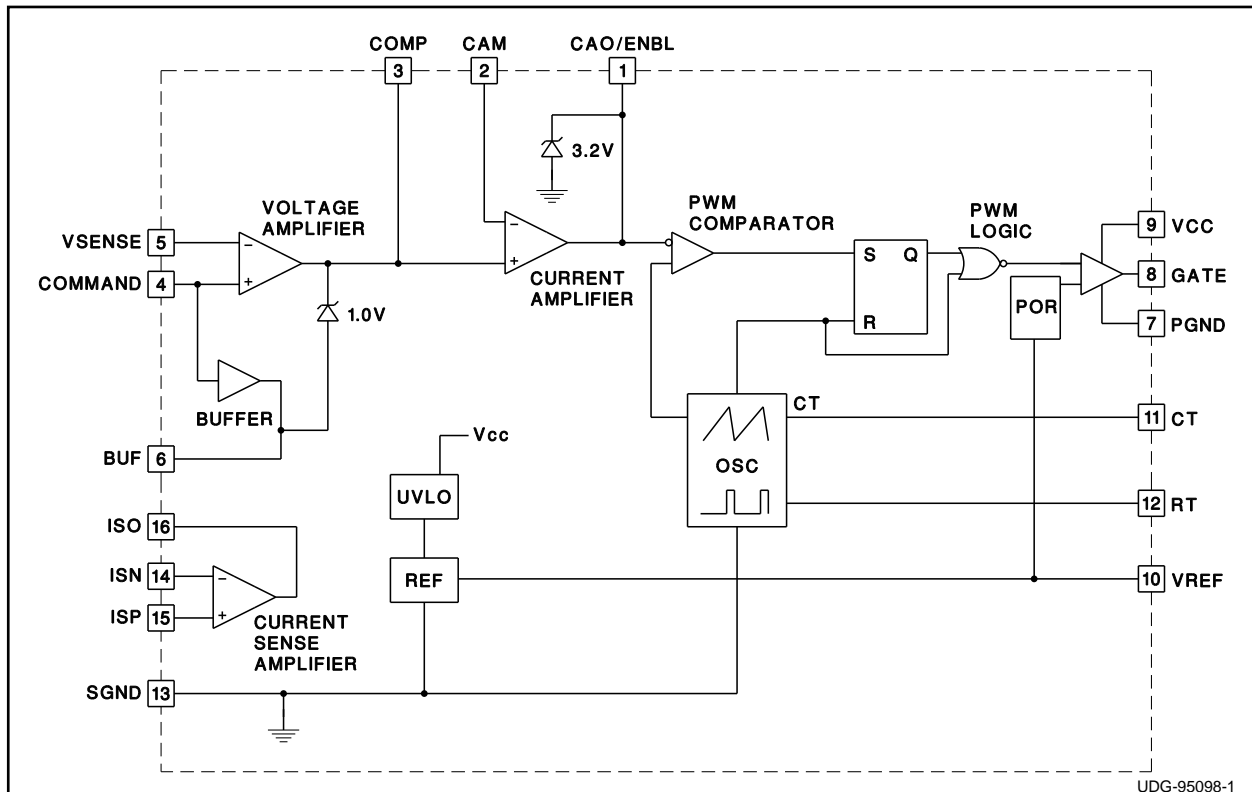 COMP CAM CAO/ENBL
3 2 1
3.2V
VOLTAGE
AMPLIFIER
PWM
COMPARATOR
PWM
LOGIC
9 VCC
VSENSE 5
−
−
S Q
COMMAND 4
+
+
CURRENT
AMPLIFIER
8 GATE
1.0V
POR
R
7 PGND
BUFFER
CT
11 CT
Vcc
BUF 6
OSC
UVLO
12 RT
ISO 16
ISN 14
−
REF
10 VREF
ISP 15
+
CURRENT
SENSE
AMPLIFIER
SGND 13
UDG-95098-1